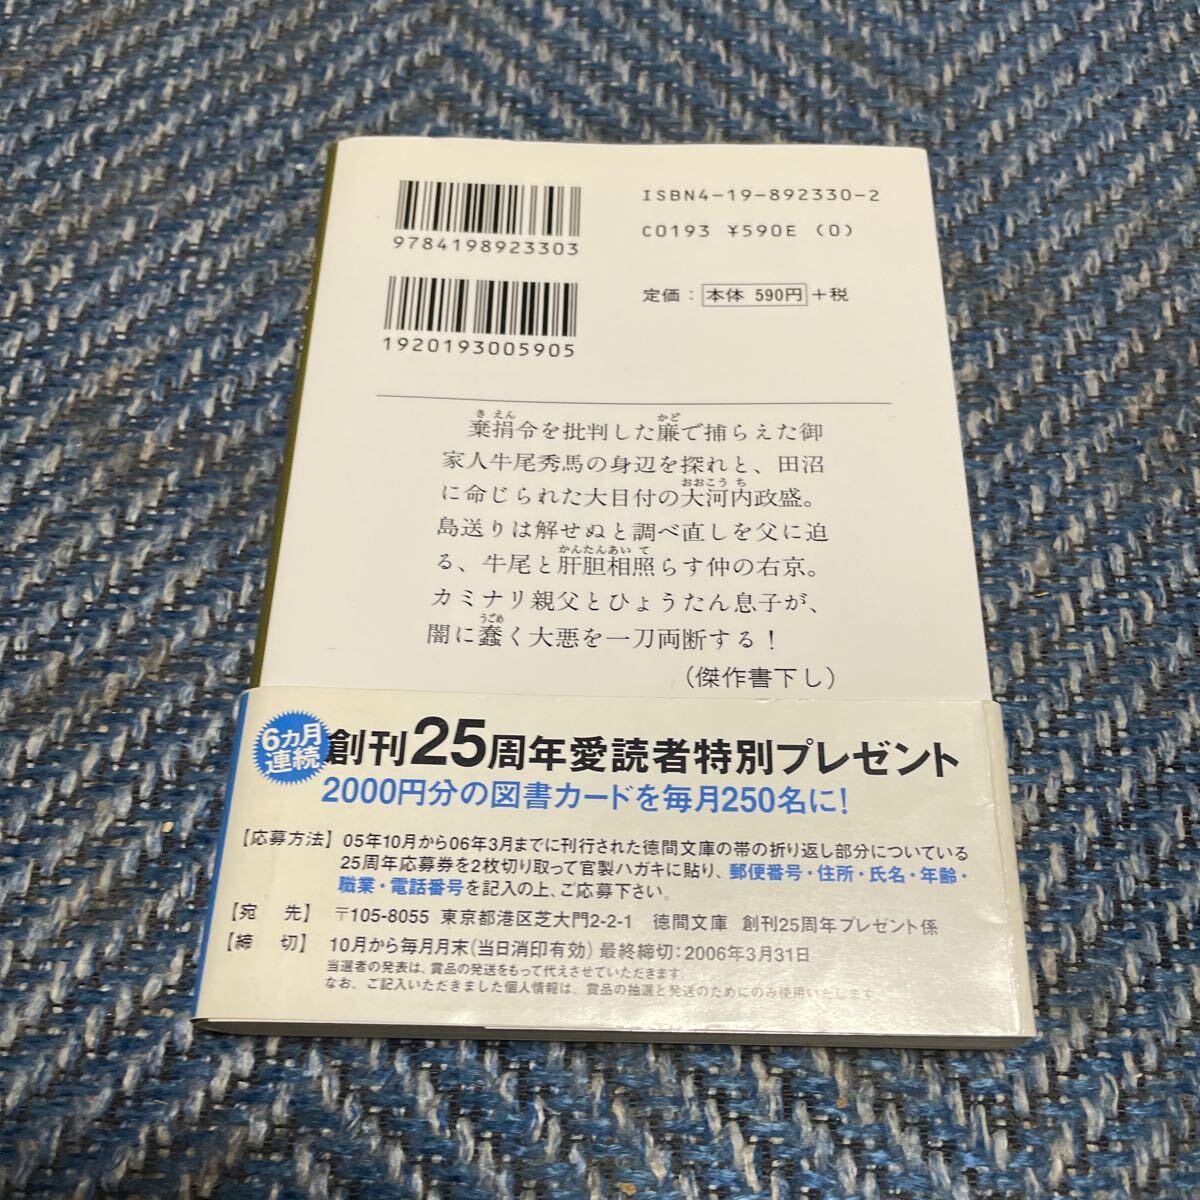 9784198923303
ISBN4-19-892330-2
C0193 ¥590E (0)
1920193005905
定価：本体 590円＋税
棄捐令を批判した廉で捕らえた御
家人牛尾秀馬の身辺を探れと、田沼
に命じられた大目付の大河内政盛。
島送りは解せぬと調べ直しを父に迫
る、牛尾と肝胆相照らす仲の右京。
カミナリ親父とひょうたん息子が、
闇に蠢く大悪を一刀両断する！
（傑作書下し）
6カ月
連続
創刊25周年愛読者特別プレゼント
2000円分の図書カードを毎月250名に!
【応募方法】05年10月から06年3月までに刊行された徳間文庫の帯の折り返し部分についている
25周年応募券を2枚切り取って官製ハガキに貼り、郵便番号・住所・氏名・年齢・
職業・電話番号を記入の上、ご応募下さい。
【宛　先】〒105-8055 東京都港区芝大門2-2-1 徳間文庫 創刊25周年プレゼント係
【締　切】10月から毎月月末(当日消印有効) 最終締切：2006年3月31日
当選者の発表は、賞品の発送をもって代えさせていただきます
なお、ご記入いただきました個人情報は、賞品の抽選と発送のためにのみ使用いたします